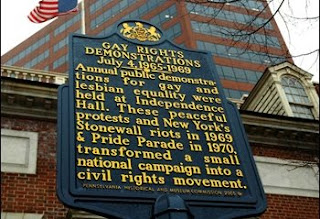 GAY RIGHTS
DEMONSTRATIONS
July 4, 1965-1969
Annual public demonstra-
tions for gay and
lesbian equality were
held at Independence
Hall. These peaceful
protests and New York's
Stonewall riots in 1969
& Pride Parade in 1970,
transformed a small
national campaign into a
civil rights movement.
PENNSYLVANIA HISTORICAL AND MUSEUM COMMISSION 2005